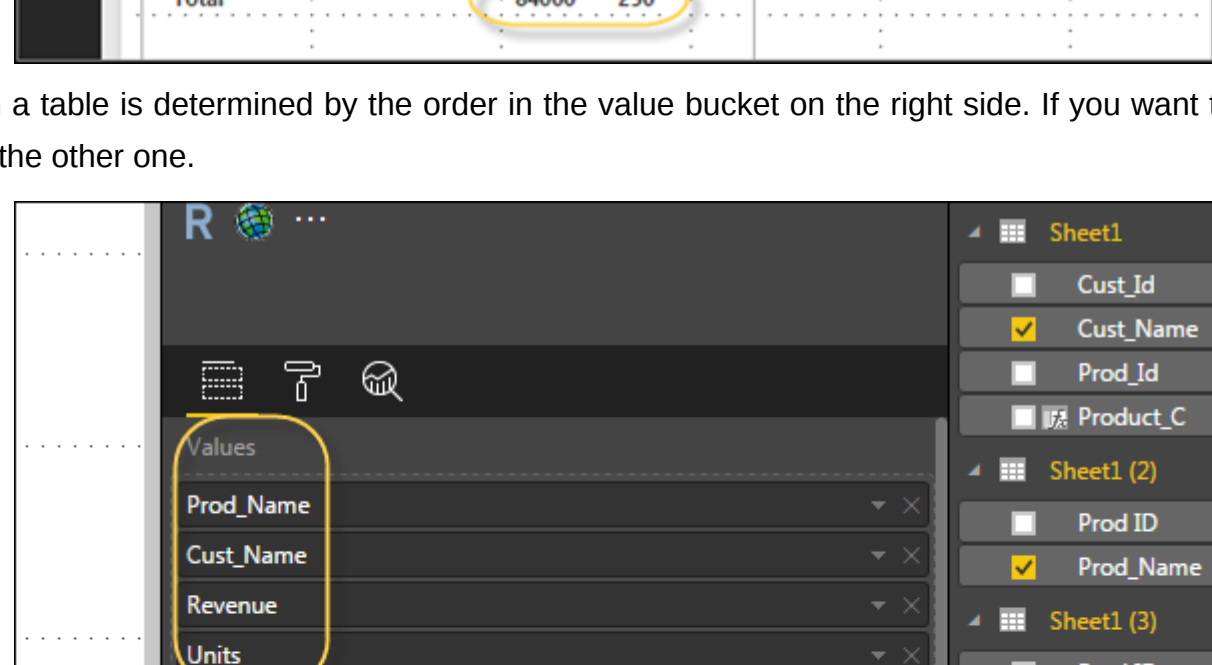 Total 84000 250
a table is determined by the order in the value bucket on the right side. If you want
the other one.
R ...
Values
Prod_Name
Cust_Name
Revenue
Units
Sheet1
Cust_Id
Cust_Name
Prod_Id
Product_C
Sheet1 (2)
Prod ID
Prod_Name
Sheet1 (3)